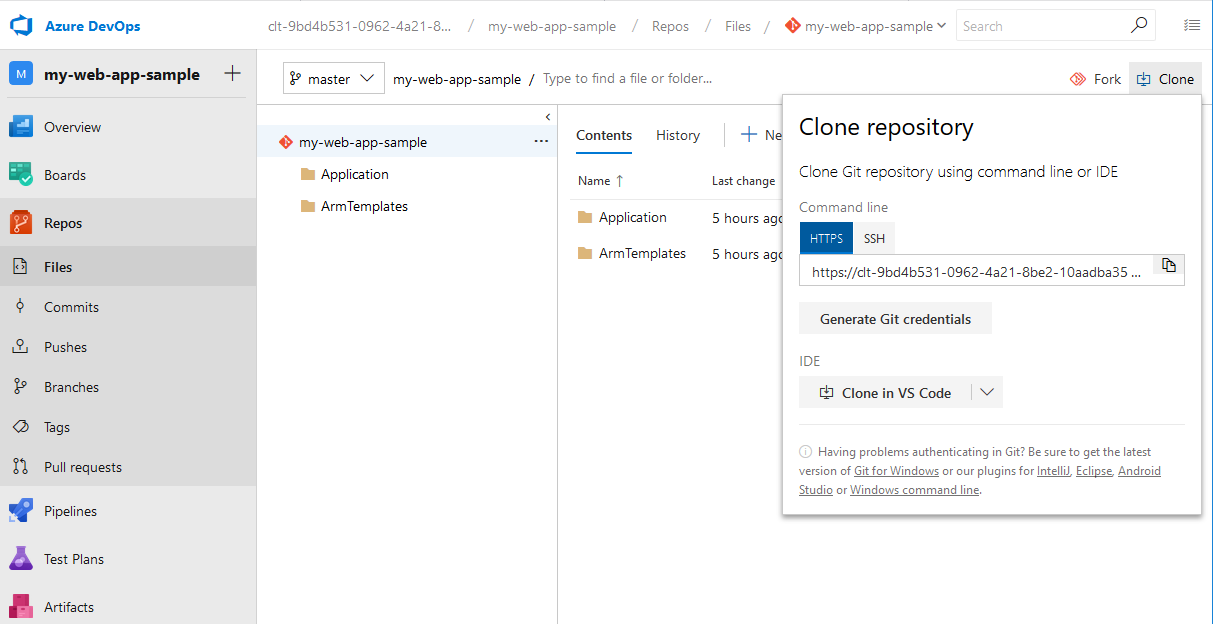 Azure DevOps
clt-9bd4b531-0962-4a21-8... / my-web-app-sample / Repos / Files / my-web-app-sample
Search
M my-web-app-sample
master
my-web-app-sample / Type to find a file or folder...
Fork
Clone
Overview
Boards
Repos
Files
Commits
Pushes
Branches
Tags
Pull requests
Pipelines
Test Plans
Artifacts
my-web-app-sample ...
Application
ArmTemplates
Contents History + Ne
Name ↑ Last change
Application 5 hours ago
ArmTemplates 5 hours ago
Clone repository
Clone Git repository using command line or IDE
Command line
HTTPS SSH
https://clt-9bd4b531-0962-4a21-8be2-10aadba35 ...
Generate Git credentials
IDE
Clone in VS Code
Having problems authenticating in Git? Be sure to get the latest
version of Git for Windows or our plugins for IntelliJ, Eclipse, Android
Studio or Windows command line.